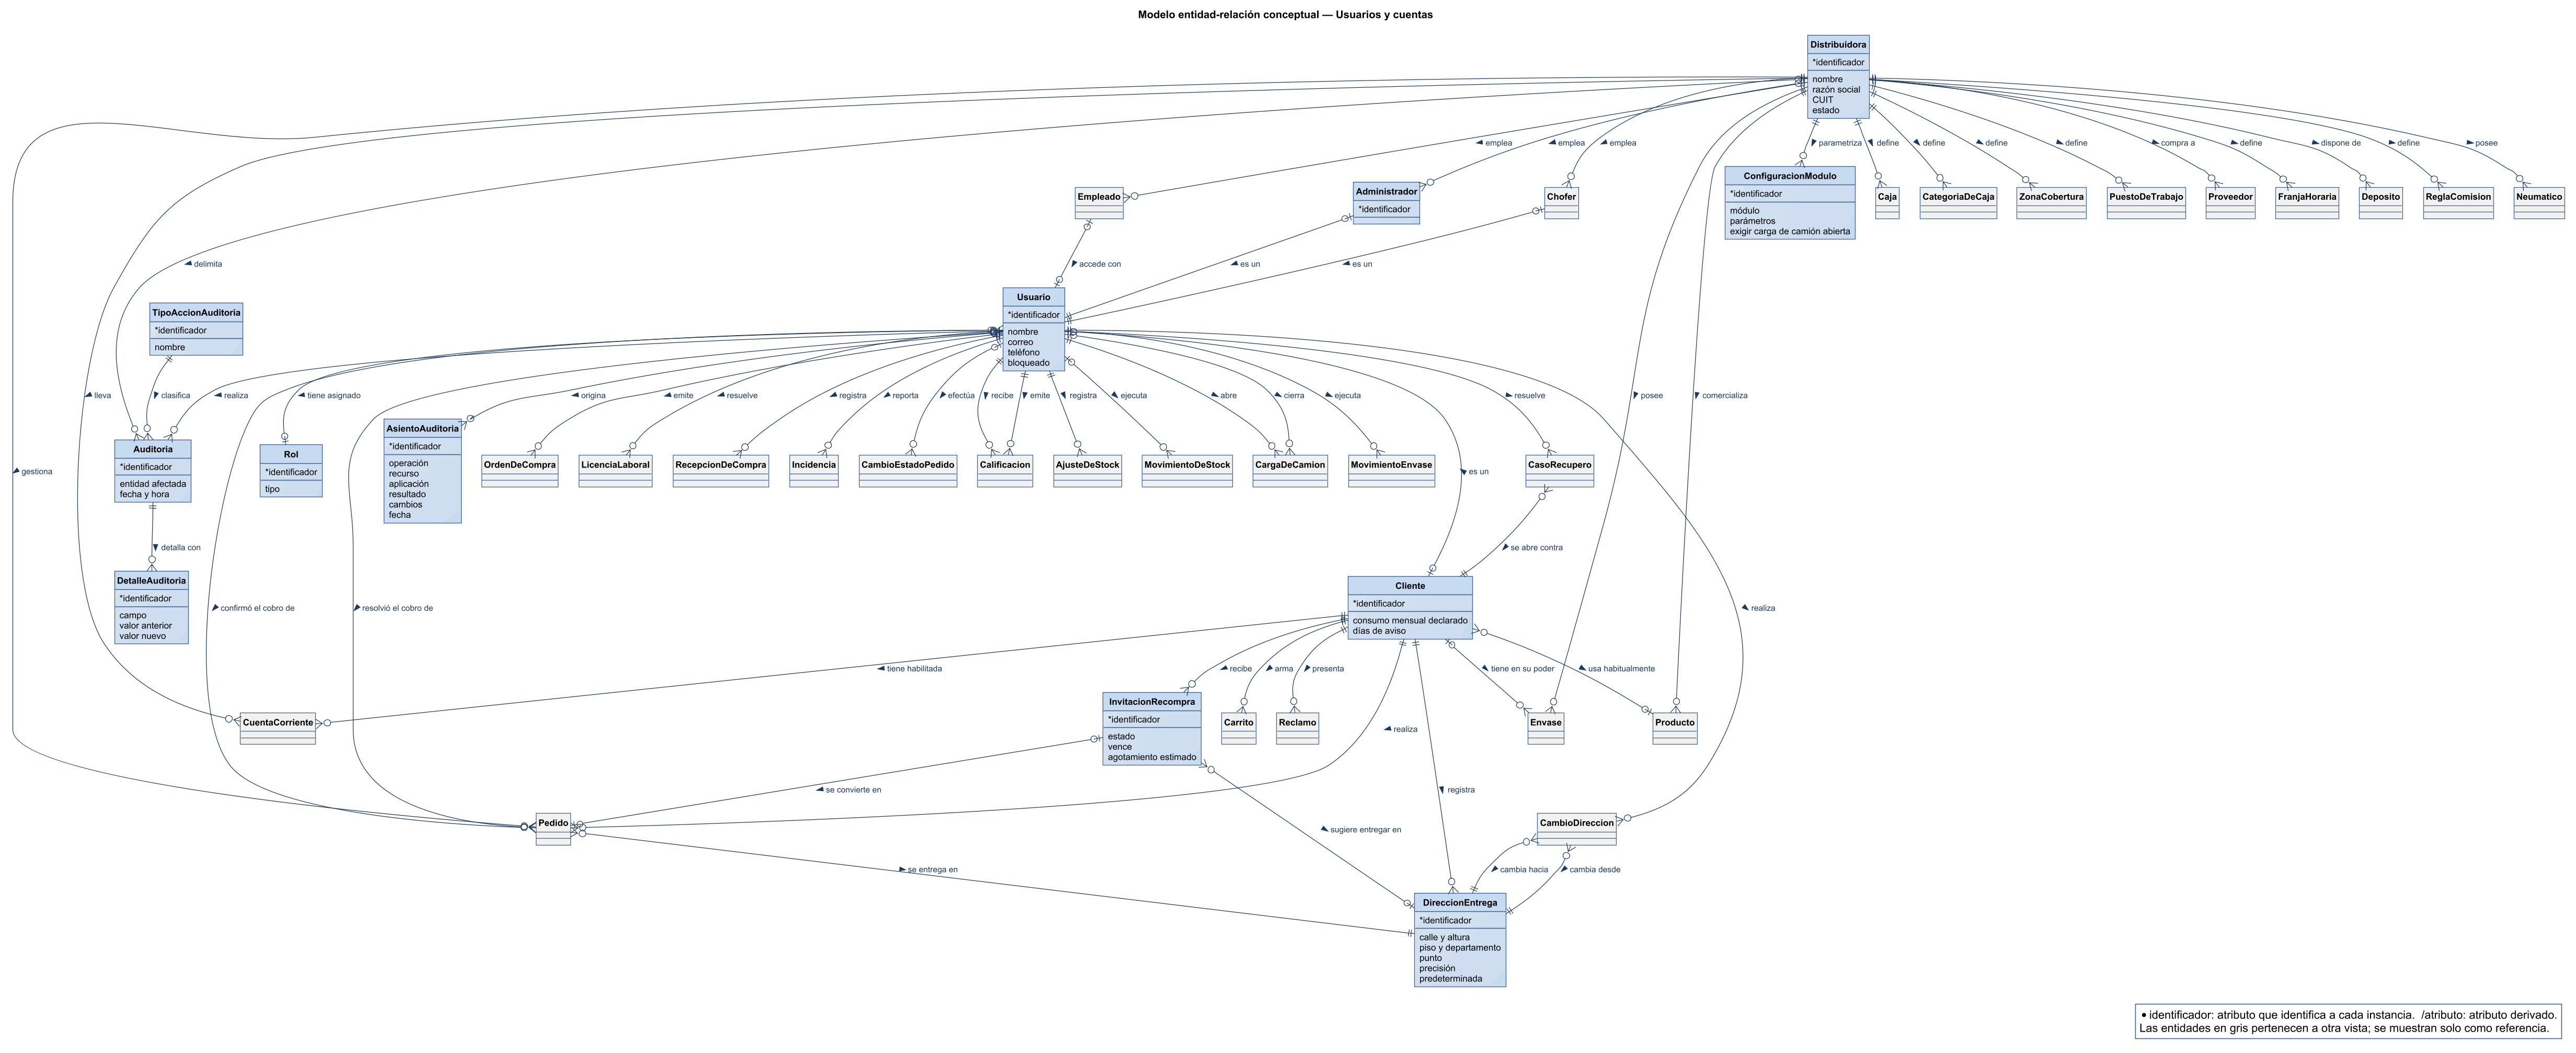 Modelo entidad-relación conceptual — Usuarios y cuentas
Distribuidora
*identificador
nombre
razón social
CUIT
estado
emplea
emplea
emplea
parametriza
define
define
define
define
compra a
define
dispone de
define
posee
Empleado
Administrador
*identificador
Chofer
ConfiguracionModulo
*identificador
módulo
parámetros
exigir carga de camión abierta
Caja
CategoriaDeCaja
ZonaCobertura
PuestoDeTrabajo
Proveedor
FranjaHoraria
Deposito
ReglaComision
Neumatico
delimita
accede con
es un
es un
Usuario
*identificador
nombre
correo
teléfono
bloqueado
TipoAccionAuditoria
*identificador
nombre
lleva
clasifica
realiza
tiene asignado
origina
emite
resuelve
registra
reporta
efectúa
recibe
emite
registra
ejecuta
abre
cierra
ejecuta
resuelve
posee
comercializa
Auditoria
*identificador
entidad afectada
fecha y hora
Rol
*identificador
tipo
AsientoAuditoria
*identificador
operación
recurso
aplicación
resultado
cambios
fecha
OrdenDeCompra
LicenciaLaboral
RecepcionDeCompra
Incidencia
CambioEstadoPedido
Calificacion
AjusteDeStock
MovimientoDeStock
CargaDeCamion
MovimientoEnvase
CasoRecupero
gestiona
es un
detalla con
se abre contra
DetalleAuditoria
*identificador
campo
valor anterior
valor nuevo
confirmó el cobro de
resolvió el cobro de
Cliente
*identificador
consumo mensual declarado
días de aviso
realiza
tiene habilitada
recibe
arma
presenta
tiene en su poder
usa habitualmente
CuentaCorriente
InvitacionRecompra
*identificador
estado
vence
agotamiento estimado
Carrito
Reclamo
realiza
Envase
Producto
se convierte en
registra
Pedido
sugiere entregar en
CambioDireccion
se entrega en
cambia hacia
cambia desde
DireccionEntrega
*identificador
calle y altura
piso y departamento
punto
precisión
predeterminada
• identificador: atributo que identifica a cada instancia.  /atributo: atributo derivado.
Las entidades en gris pertenecen a otra vista; se muestran solo como referencia.